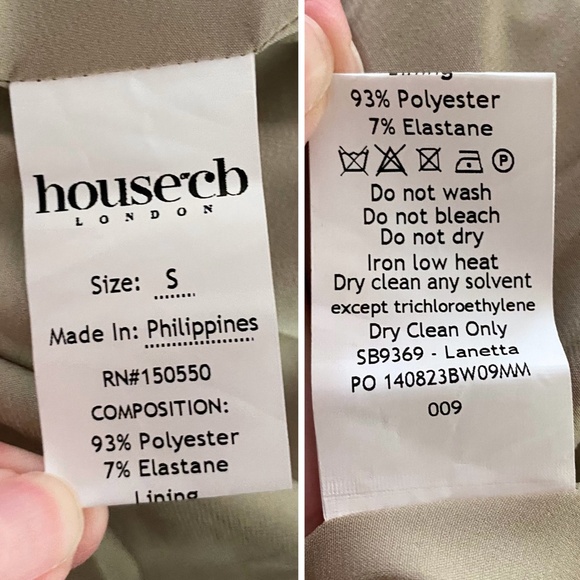 house cb
LONDON
Size: S
Made In: Philippines
RN#150550
COMPOSITION:
93% Polyester
7% Elastane
Lining
Lining
93% Polyester
7% Elastane
P
Do not wash
Do not bleach
Do not dry
Iron low heat
Dry clean any solvent
except trichloroethylene
Dry Clean Only
SB9369 - Lanetta
PO 140823BW09MM
009